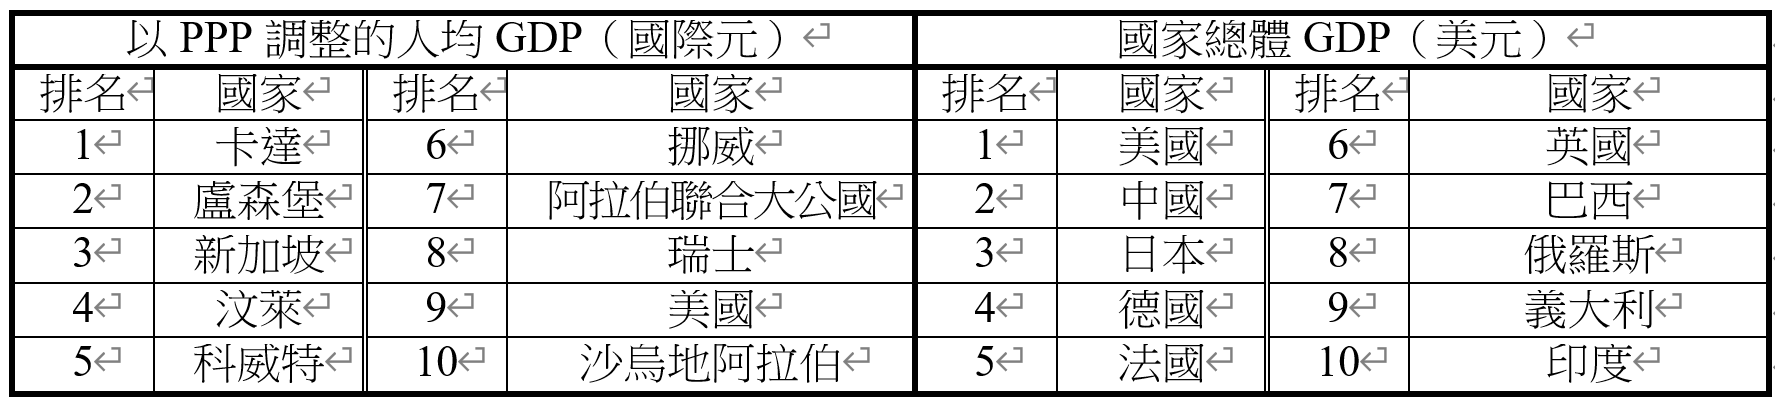 以 PPP 調整的人均 GDP（國際元） 國家總體 GDP（美元）
排名 國家 排名 國家 排名 國家 排名 國家
1 卡達 6 挪威 1 美國 6 英國
2 盧森堡 7 阿拉伯聯合大公國 2 中國 7 巴西
3 新加坡 8 瑞士 3 日本 8 俄羅斯
4 汶萊 9 美國 4 德國 9 義大利
5 科威特 10 沙烏地阿拉伯 5 法國 10 印度